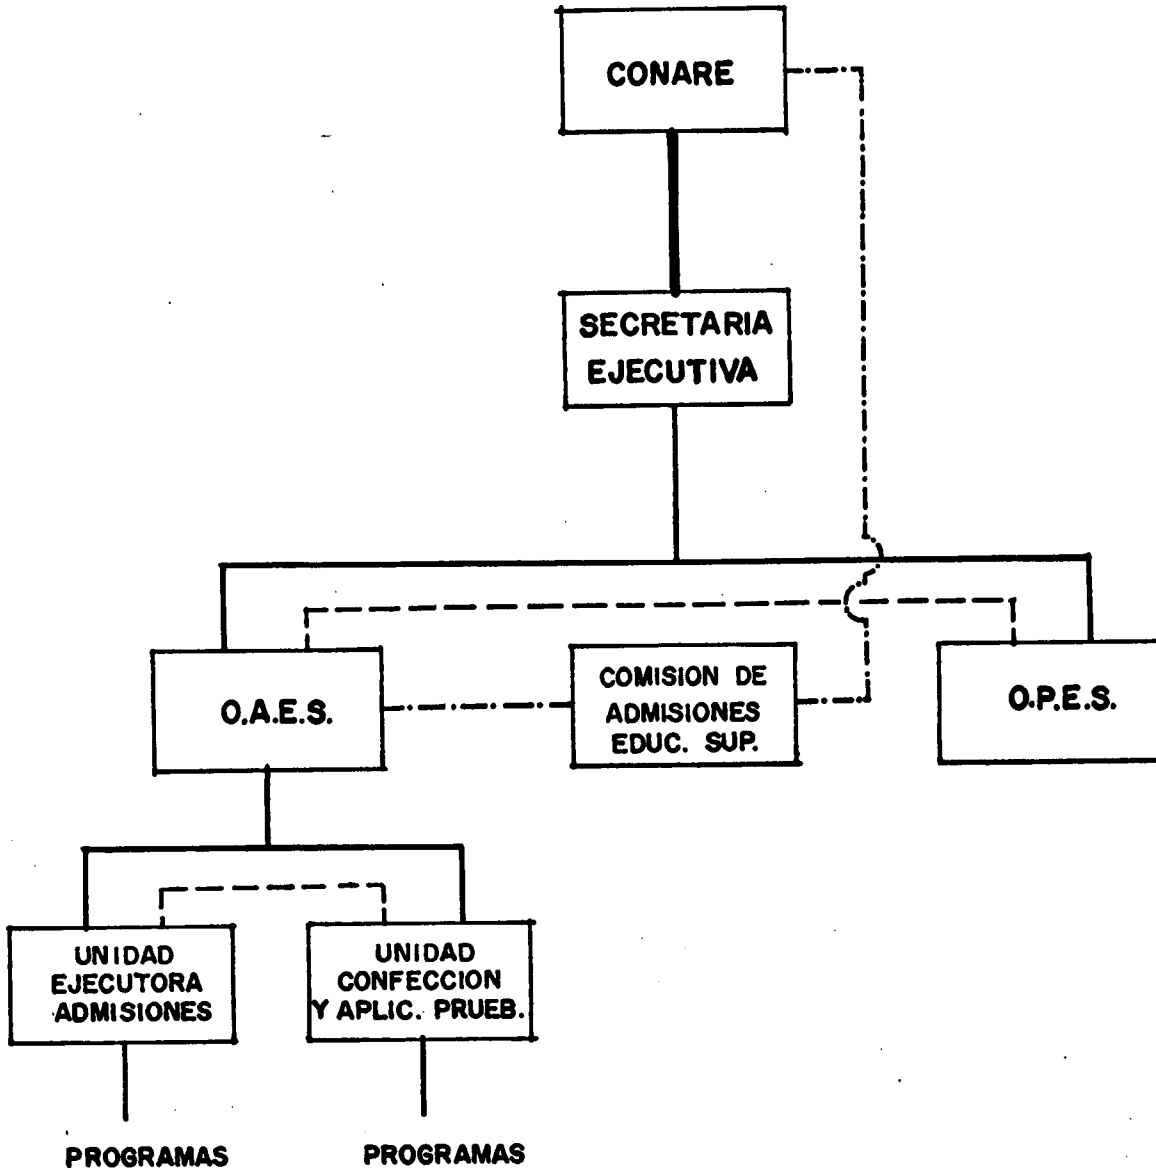 CONARE
SECRETARIA
EJECUTIVA
O.A.E.S.
COMISION DE
ADMISIONES
EDUC. SUP.
O.P.E.S.
UNIDAD
EJECUTORA
ADMISIONES
UNIDAD
CONFECCION
Y APLIC. PRUEB.
PROGRAMAS
PROGRAMAS